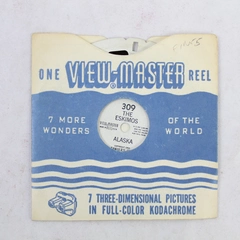 ONE VIEW-MASTER REEL
309
THE
ESKIMOS
ALASKA
7 MORE
WONDERS
OF THE
WORLD
7 THREE-DIMENSIONAL PICTURES
IN FULL-COLOR KODACHROME